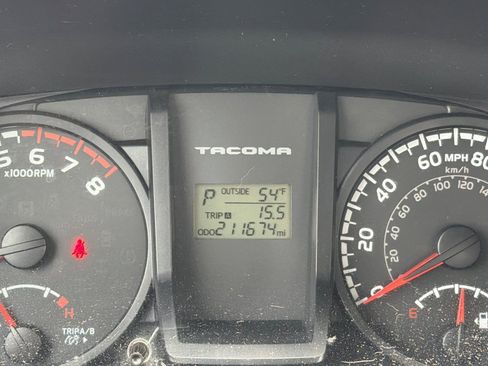 TACOMA
P OUTSIDE 54°F
TRIP A 15.5
ODO 211674 mi
5 6 7 8
x1000RPM
H
TRIP A/B
0 20 40 60 MPH 80
km/h
20 40 60 80 100 120 140
E